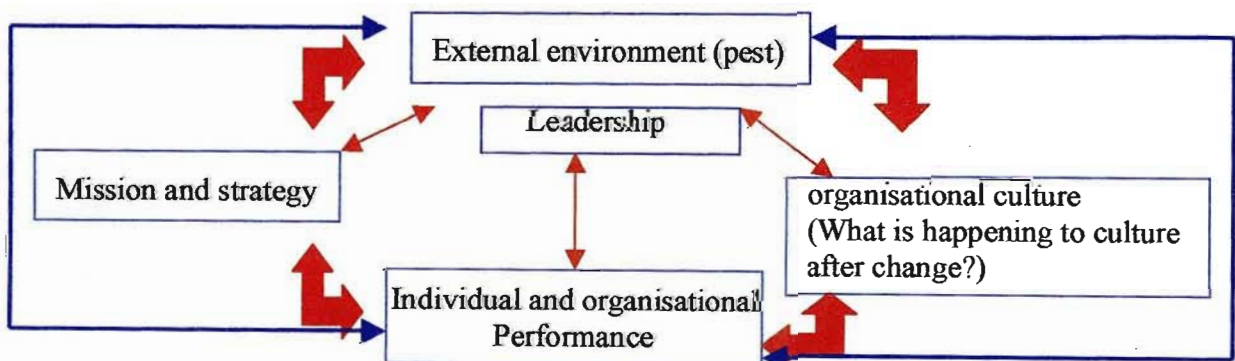 External environment (pest)
Leadership
Mission and strategy
organisational culture
(What is happening to culture
after change?)
Individual and organisational
Performance